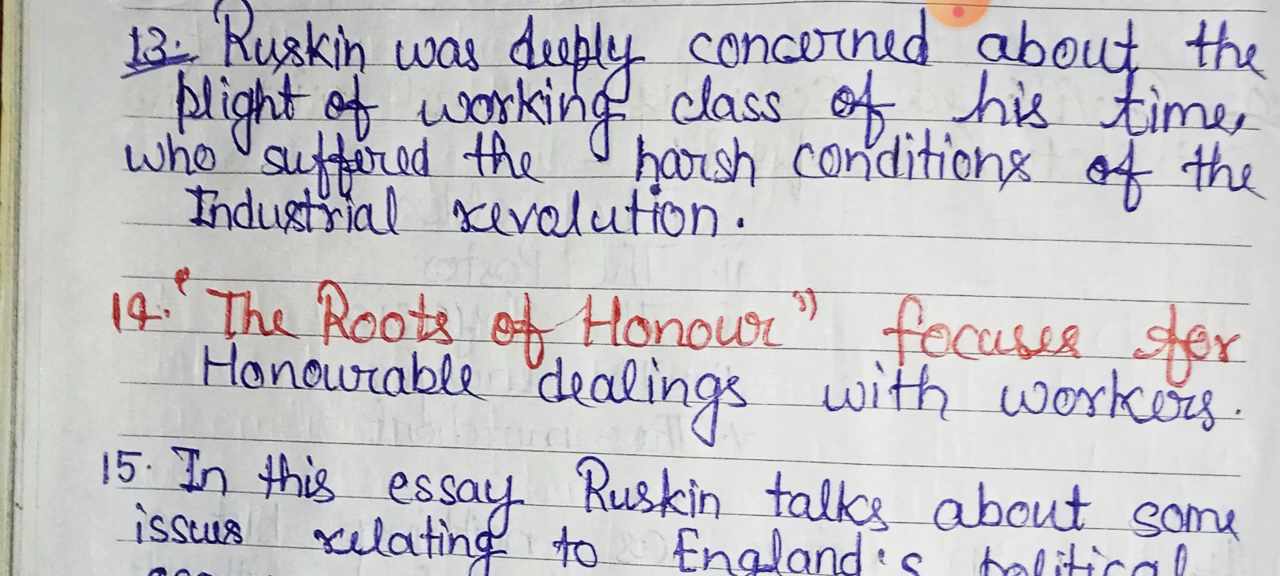 13. Ruskin was deeply concerned about the
plight of working class of his time,
who suffered the harsh conditions of the
Industrial revolution.
14. "The Roots of Honour" focuses for
Honourable dealings with workers.
15. In this essay Ruskin talks about some
issues relating to England's political